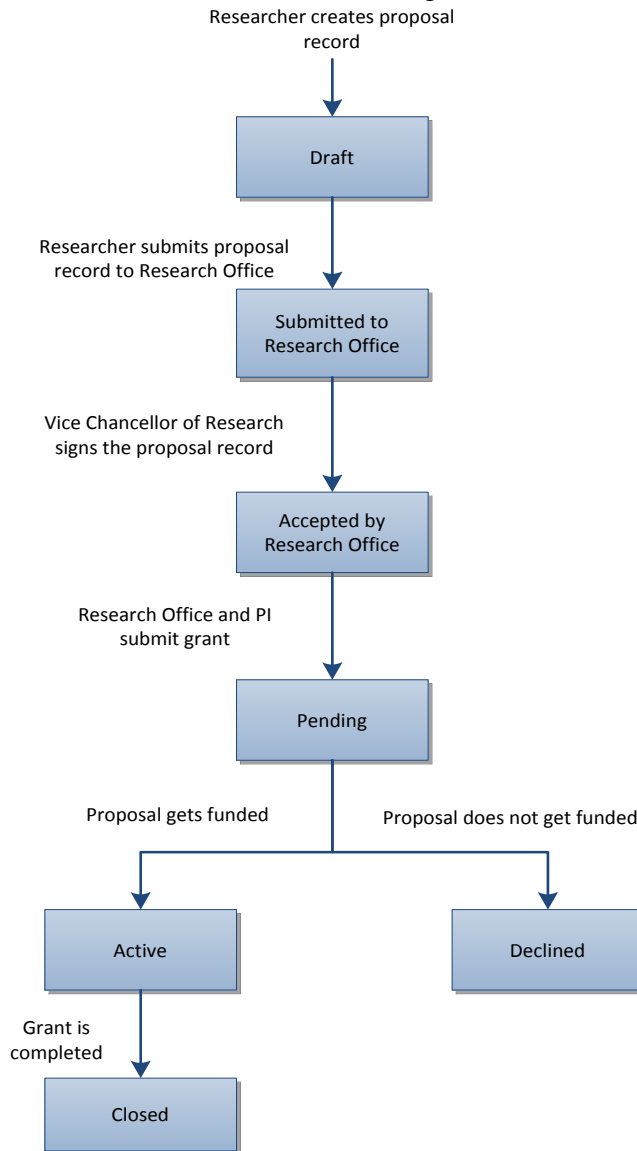 Researcher creates proposal
record
Draft
Researcher submits proposal
record to Research Office
Submitted to
Research Office
Vice Chancellor of Research
signs the proposal record
Accepted by
Research Office
Research Office and PI
submit grant
Pending
Proposal gets funded
Proposal does not get funded
Active
Declined
Grant is
completed
Closed